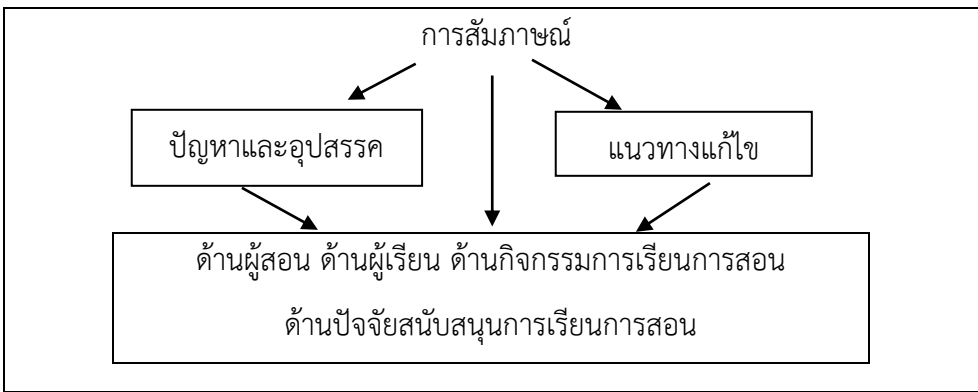 การสัมภาษณ์
ปัญหาและอุปสรรค
แนวทางแก้ไข
ด้านผู้สอน ด้านผู้เรียน ด้านกิจกรรมการเรียนการสอน
ด้านปัจจัยสนับสนุนการเรียนการสอน